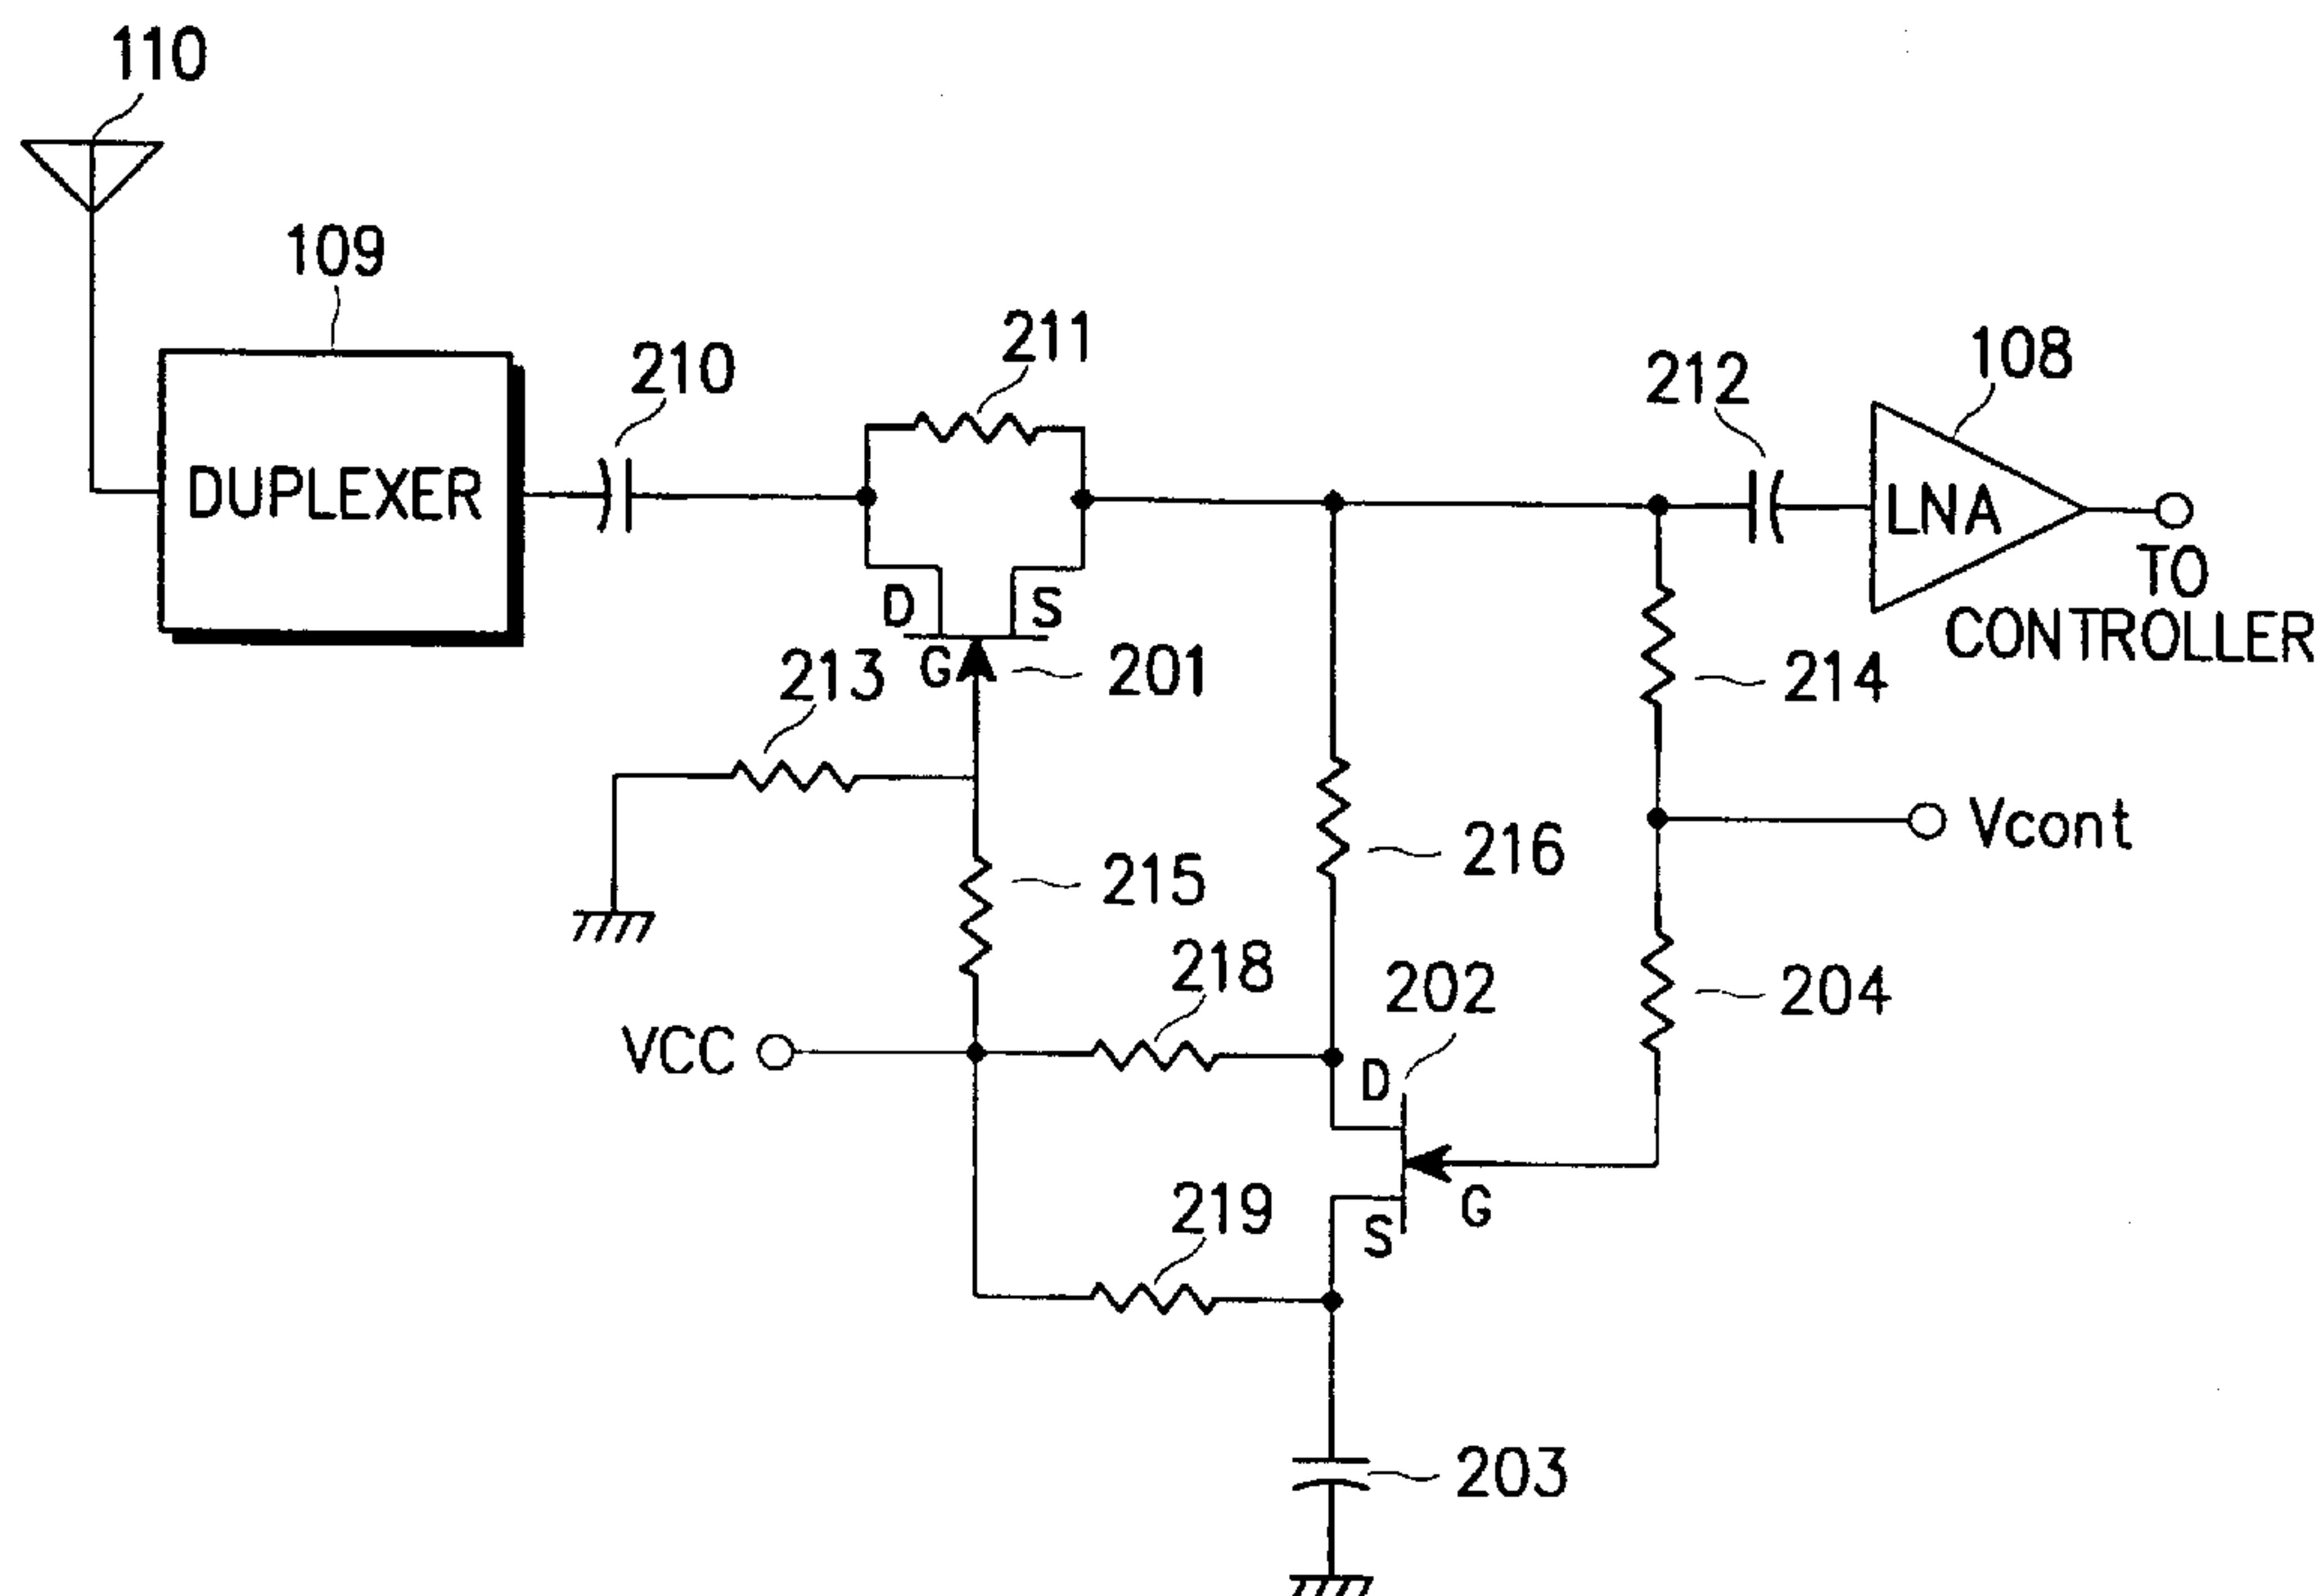 110
109
DUPLEXER
210
211
D
S
G
201
212
108
LNA
TO
CONTROLLER
213
214
Vcont
215
216
218
202
204
VCC
D
G
S
219
203